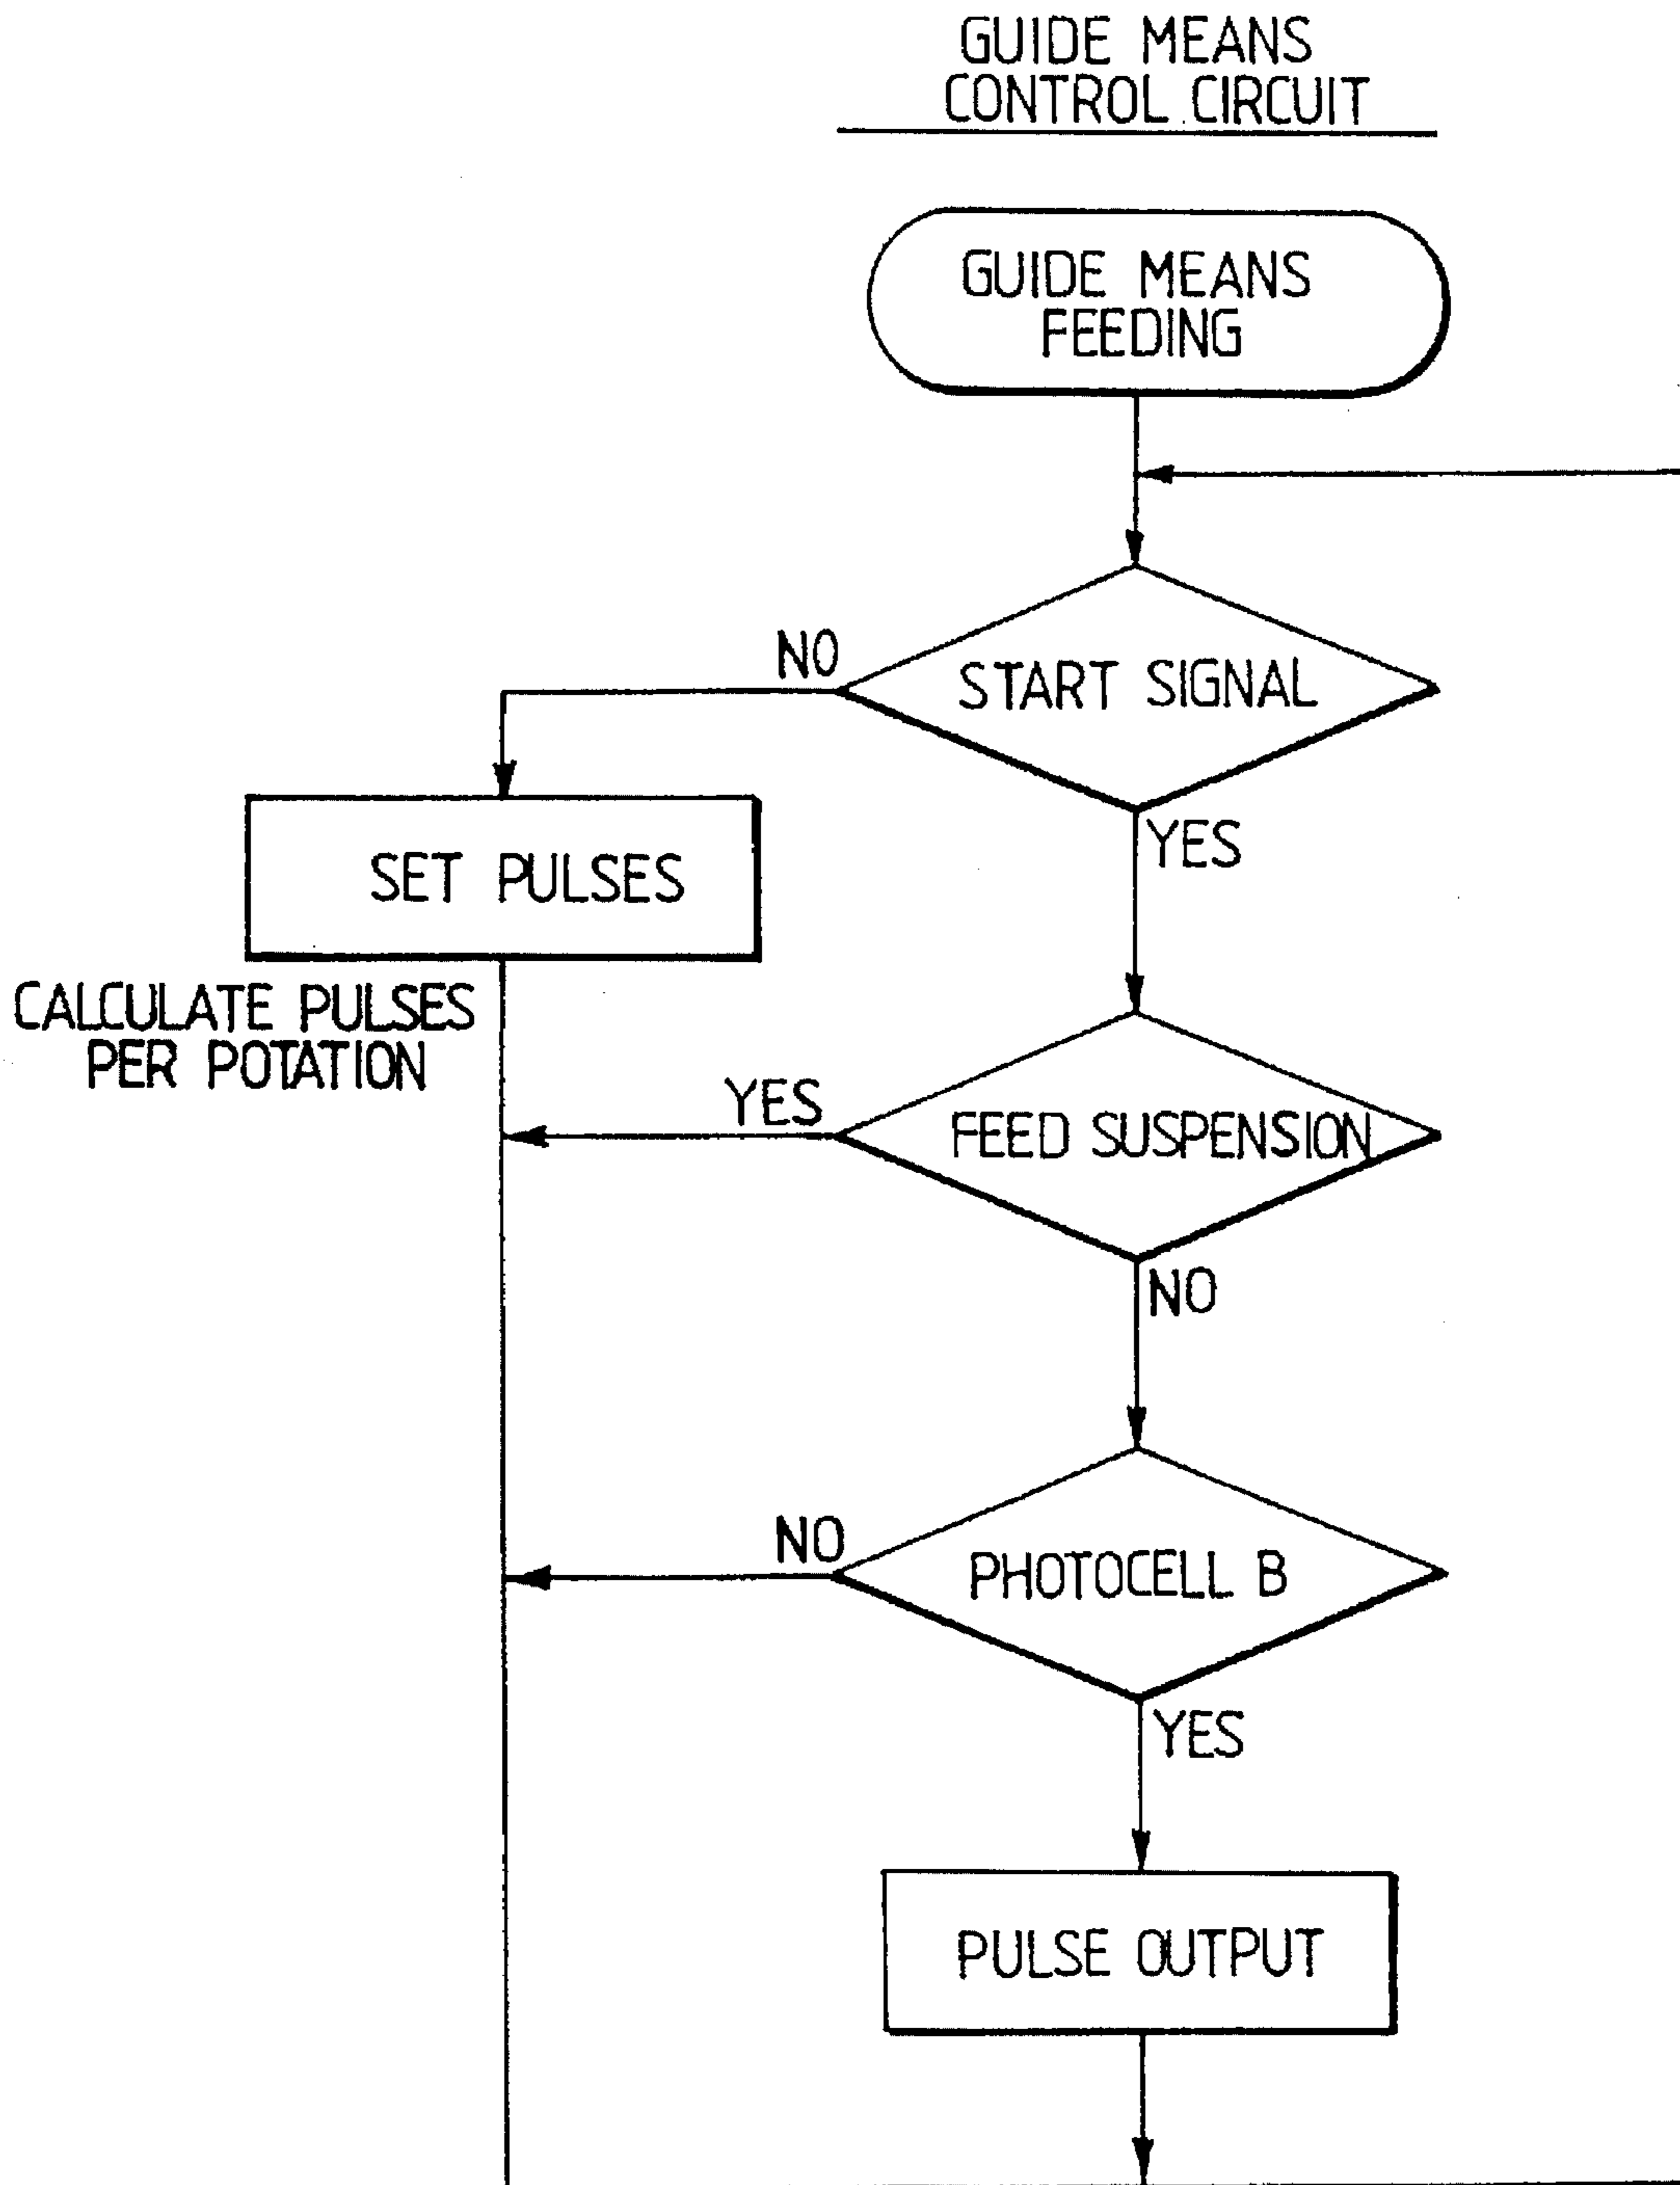 GUIDE MEANS
CONTROL CIRCUIT
GUIDE MEANS
FEEDING
NO
START SIGNAL
YES
SET PULSES
CALCULATE PULSES
PER POTATION
YES
FEED SUSPENSION
NO
NO
PHOTOCELL B
YES
PULSE OUTPUT